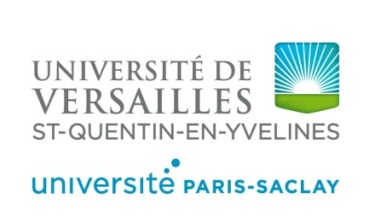 UNIVERSITÉ DE
VERSAILLES
ST-QUENTIN-EN-YVELINES
université PARIS-SACLAY